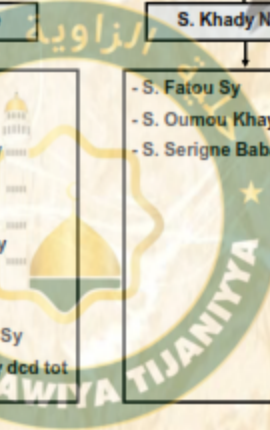 S. Khady N
- S. Fatou Sy
- S. Oumou Khay
- S. Serigne Bab
y
Sy
dcd tot
الزاوية
AWIYA TIJANIYYA